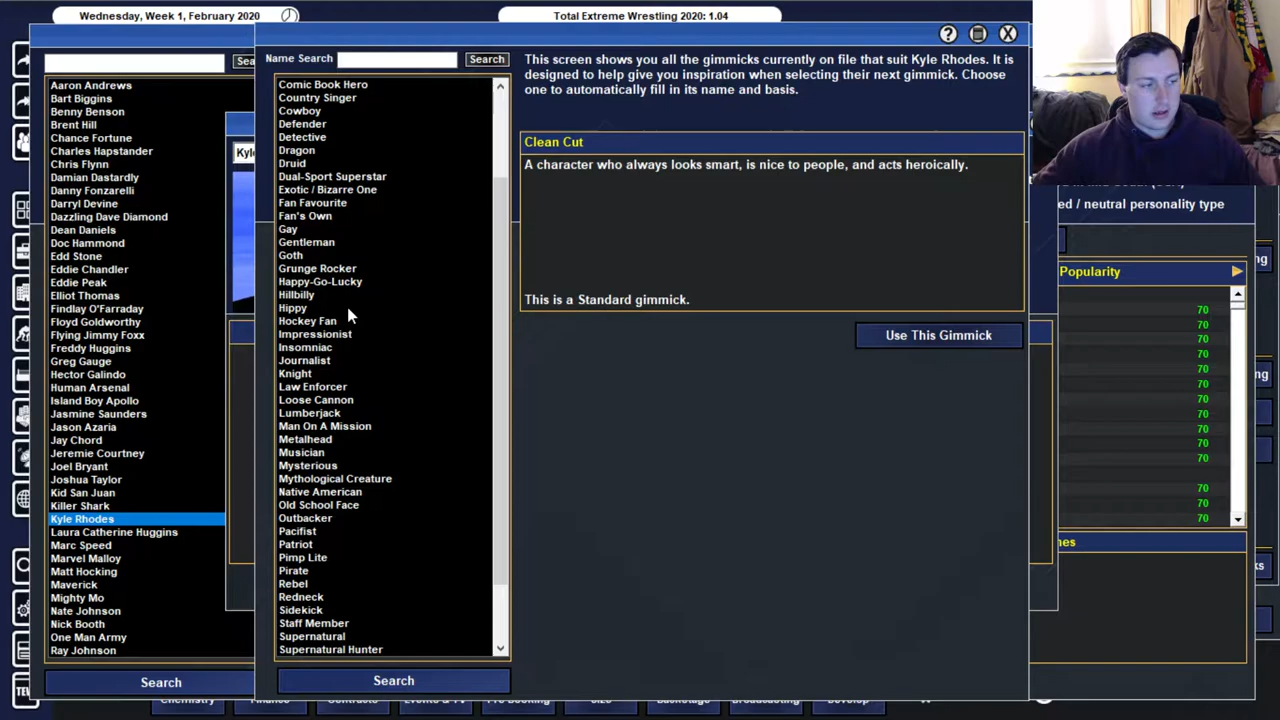 Wednesday, Week 1, February 2020
Total Extreme Wrestling 2020: 1.04
Name Search
Search
This screen shows you all the gimmicks currently on file that suit Kyle Rhodes. It is
designed to help give you inspiration when selecting their next gimmick. Choose
one to automatically fill in its name and basis.
Clean Cut
A character who always looks smart, is nice to people, and acts heroically.
This is a Standard gimmick.
Use This Gimmick
Aaron Andrews
Bart Biggins
Benny Benson
Brent Hill
Chance Fortune
Charles Hapstander
Chris Flynn
Damian Dastardly
Danny Fonzarelli
Darryl Devine
Dazzling Dave Diamond
Dean Daniels
Doc Hammond
Edd Stone
Eddie Chandler
Eddie Peak
Elliot Thomas
Findlay O'Farraday
Floyd Goldworthy
Flying Jimmy Foxx
Freddy Huggins
Greg Gauge
Hector Galindo
Human Arsenal
Island Boy Apollo
Jasmine Saunders
Jason Azaria
Jay Chord
Jeremie Courtney
Joel Bryant
Joshua Taylor
Kid San Juan
Killer Shark
Kyle Rhodes
Laura Catherine Huggins
Marc Speed
Marvel Malloy
Matt Hocking
Maverick
Mighty Mo
Nate Johnson
Nick Booth
One Man Army
Ray Johnson
Search
Comic Book Hero
Country Singer
Cowboy
Defender
Detective
Dragon
Druid
Dual-Sport Superstar
Exotic / Bizarre One
Fan Favourite
Fan's Own
Gay
Gentleman
Goth
Grunge Rocker
Happy-Go-Lucky
Hillbilly
Hippy
Hockey Fan
Impressionist
Insomniac
Journalist
Knight
Law Enforcer
Loose Cannon
Lumberjack
Man On A Mission
Metalhead
Musician
Mysterious
Mythological Creature
Native American
Old School Face
Outbacker
Pacifist
Patriot
Pimp Lite
Pirate
Rebel
Redneck
Sidekick
Staff Member
Supernatural
Supernatural Hunter
Search
ed / neutral personality type
Popularity
70
70
70
70
70
70
70
70
70
70
70
70
70